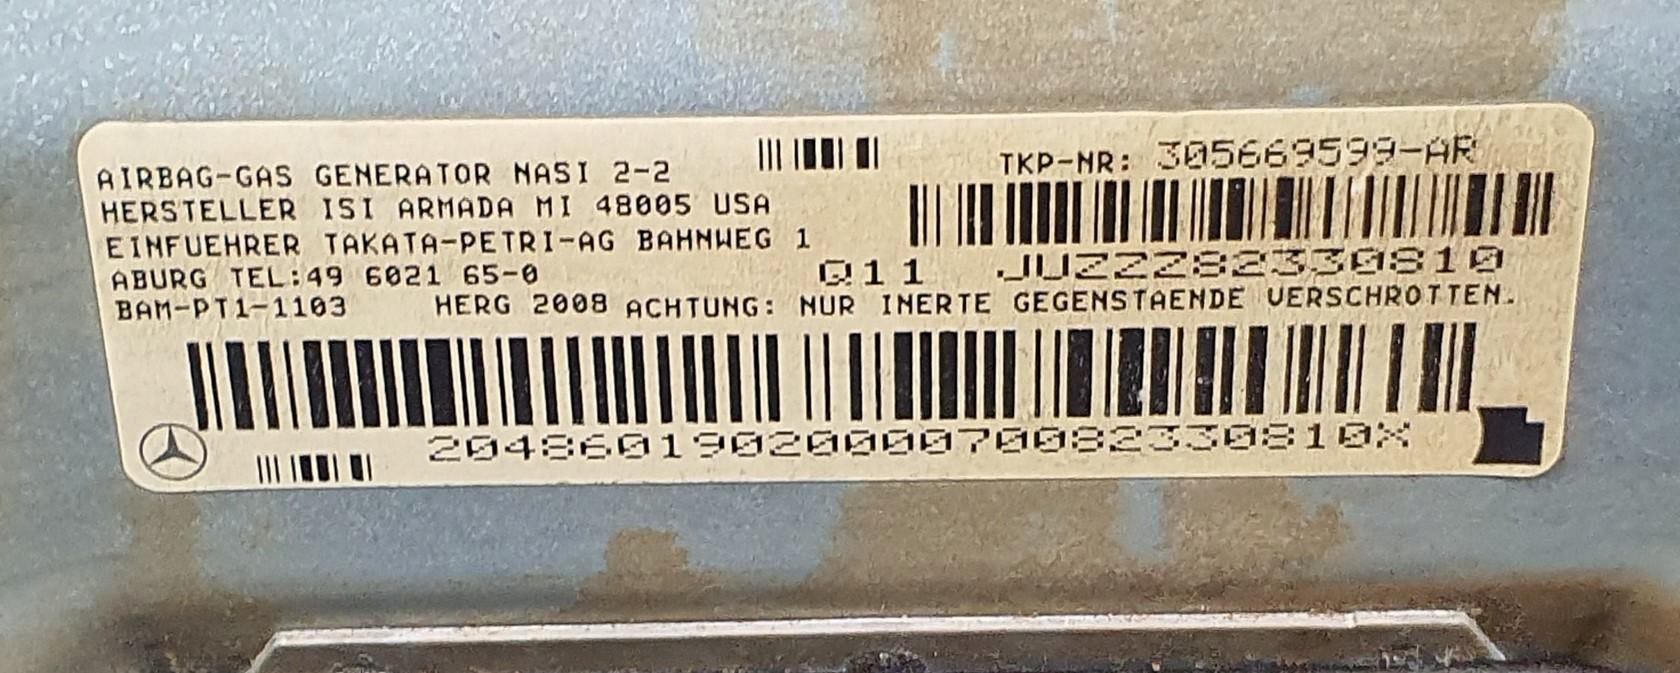 AIRBAG-GAS GENERATOR NASI 2-2
TKP-NR: 305669599-AR
HERSTELLER ISI ARMADA MI 48005 USA
EINFUEHRER TAKATA-PETRI-AG BAHNWEG 1
ABURG TEL:49 6021 65-0
Q11 JUZZZ82330810
BAM-PT1-1103 HERG 2008 ACHTUNG: NUR INERTE GEGENSTAENDE VERSCHROTTEN.
2048601902000070082330810X